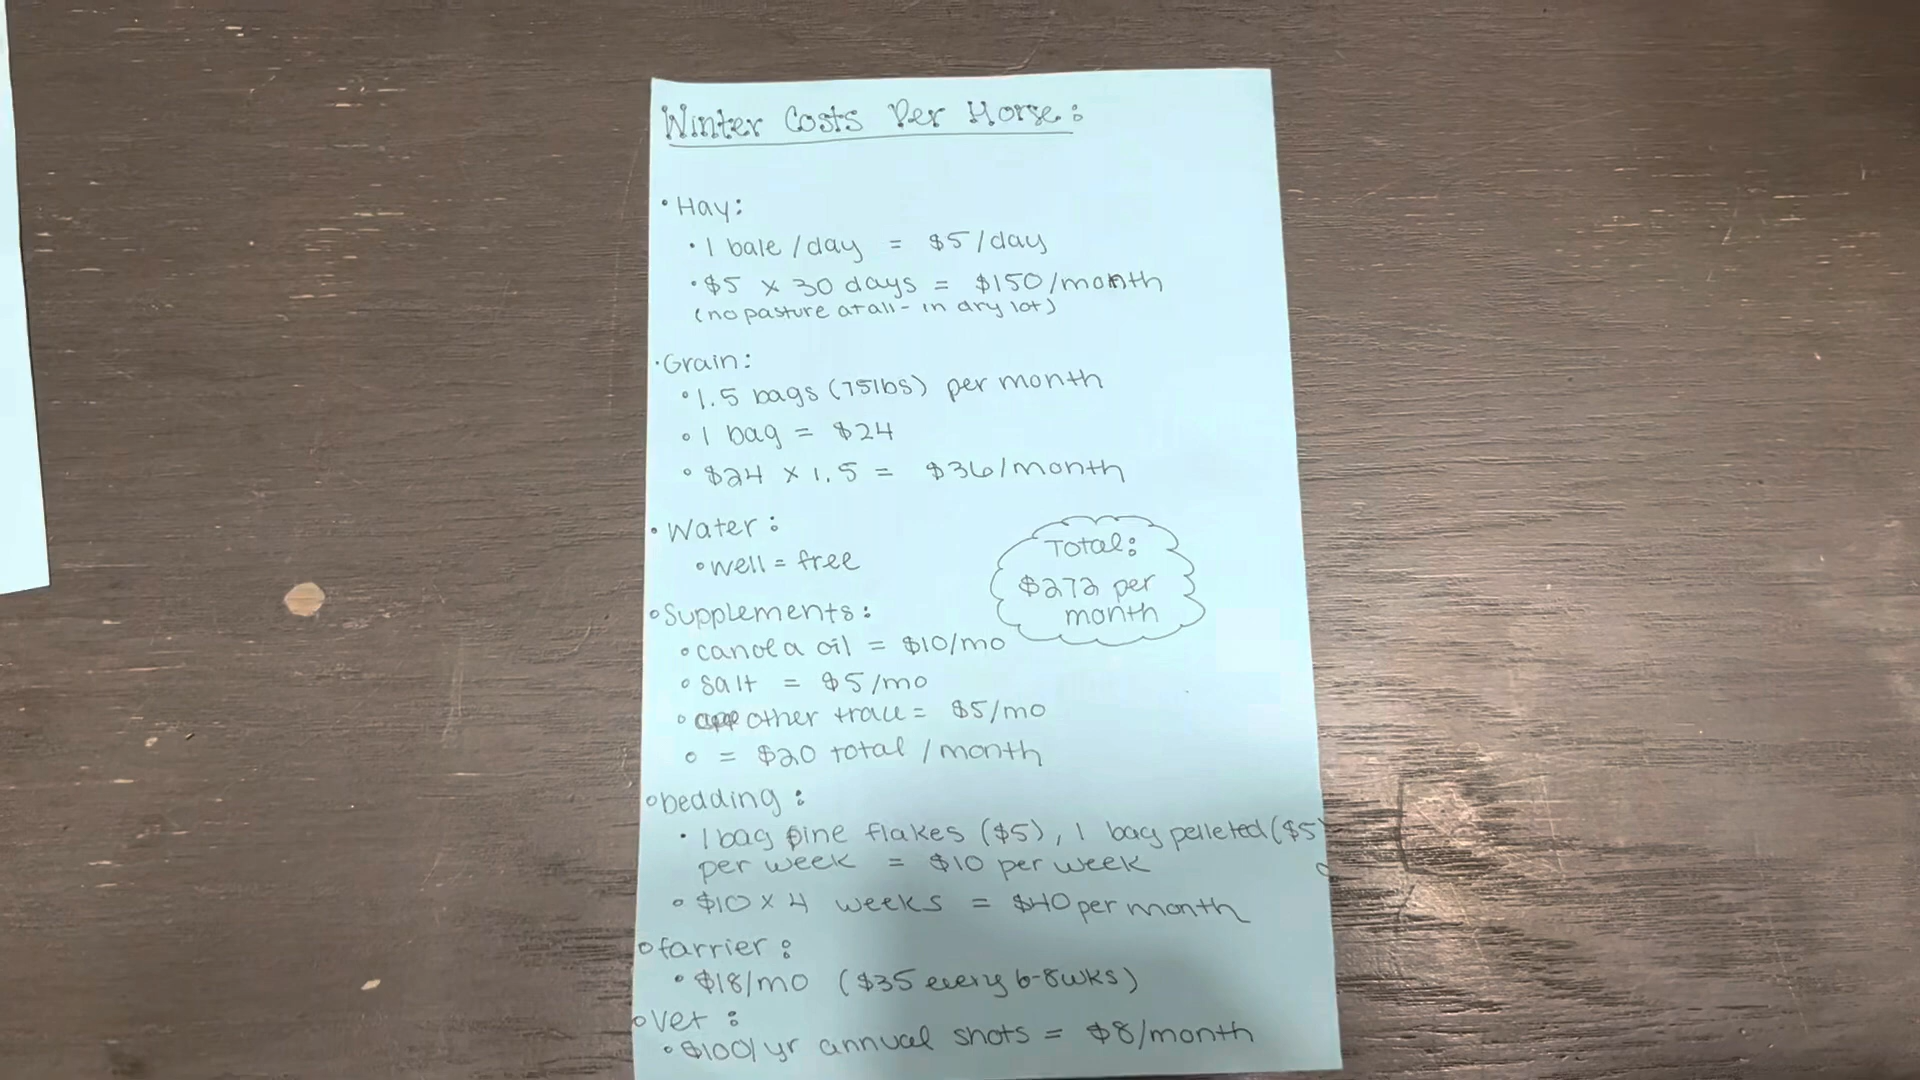 Winter Costs Per Horse:
• Hay:
• 1 bale/day = $5/day
• $5 x 30 days = $150/month
(no pasture at all - in dry lot)
• Grain:
• 1.5 bags (75lbs) per month
• 1 bag = $24
• $24 x 1.5 = $36/month
• Water:
• well = free
Total:
$272 per
month
• Supplements:
• canola oil = $10/mo
• salt = $5/mo
• other trace = $5/mo
• = $20 total/month
• bedding:
• 1 bag pine flakes ($5), 1 bag pelleted ($5)
per week = $10 per week
• $10 x 4 weeks = $40 per month
• farrier:
• $18/mo ($35 every 6-8wks)
• Vet:
• $100/yr annual shots = $8/month